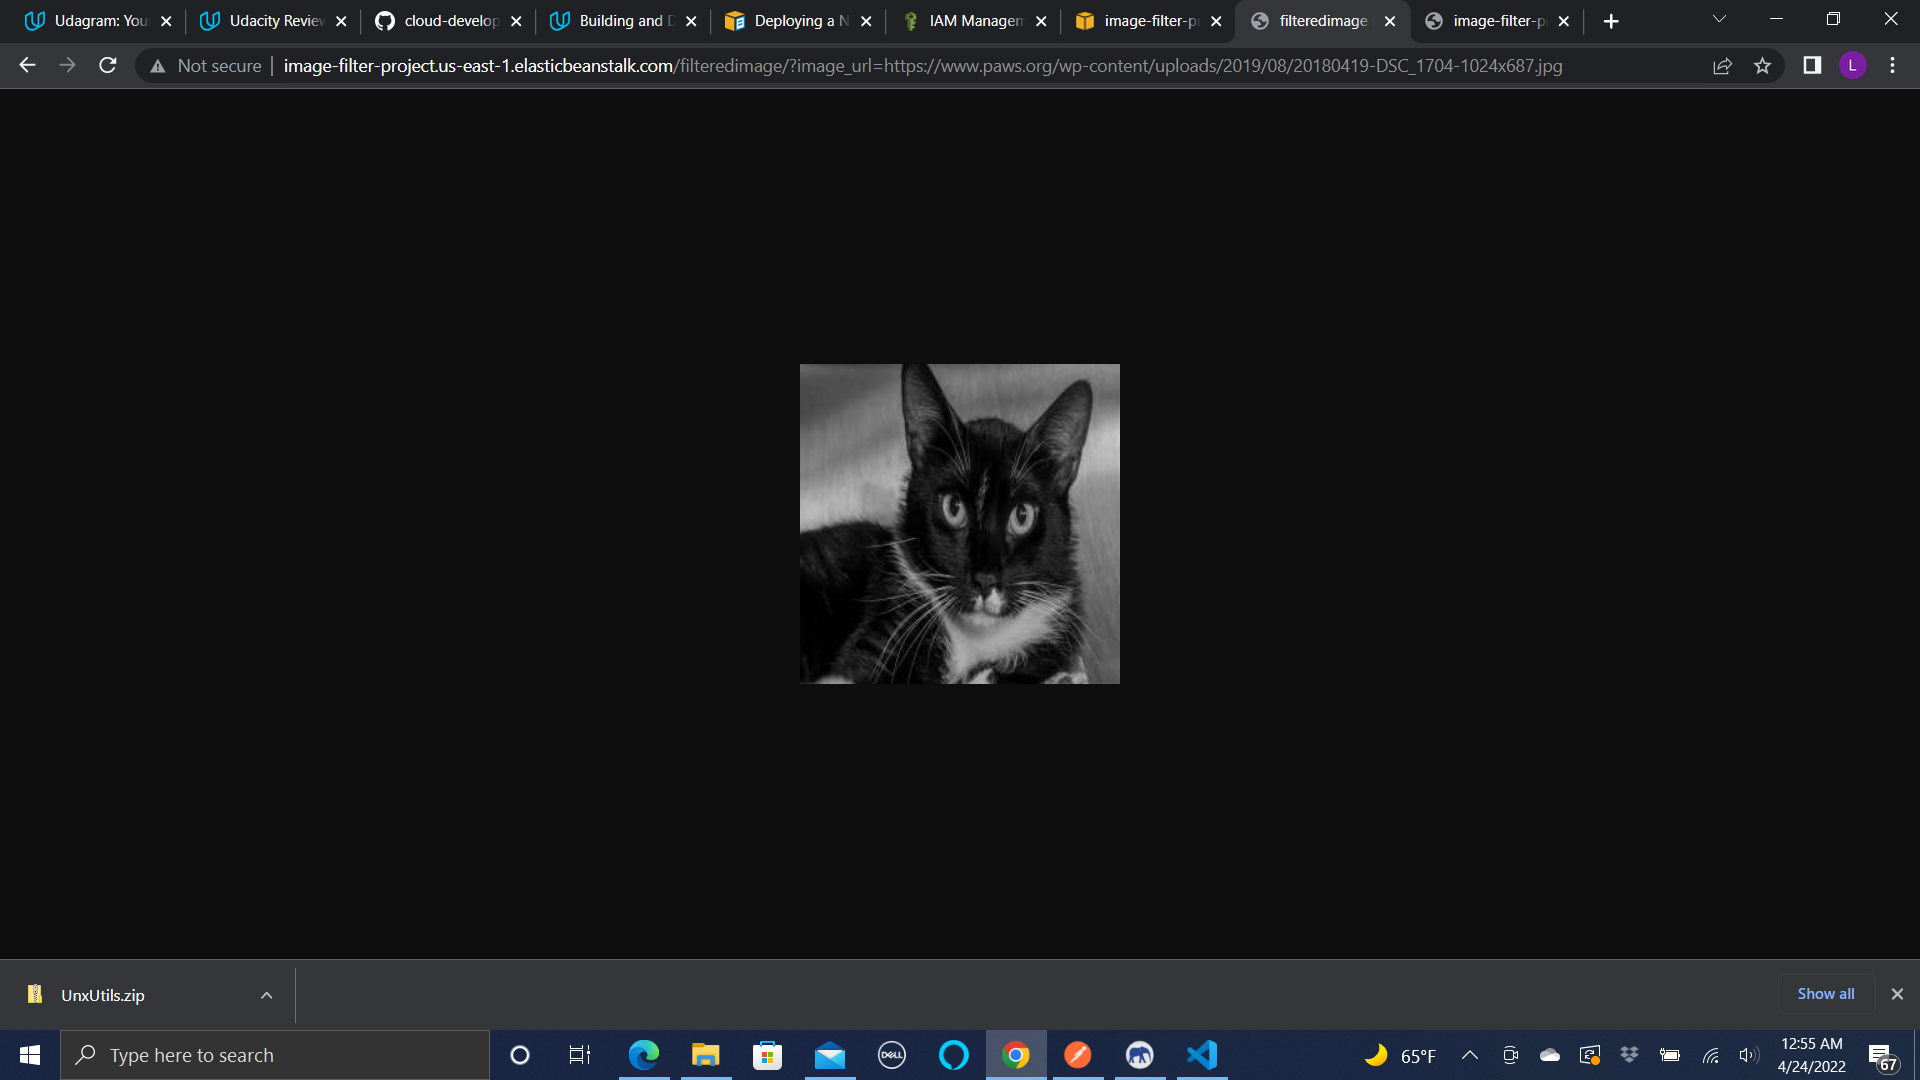 Udagram: You
Udacity Review
cloud-develop
Building and D
Deploying a N
IAM Managem
image-filter-p
filteredimage
image-filter-p
Not secure
image-filter-project.us-east-1.elasticbeanstalk.com/filteredimage/?image_url=https://www.paws.org/wp-content/uploads/2019/08/20180419-DSC_1704-1024x687.jpg
L
UnxUtils.zip
Show all
Type here to search
DELL
65°F
12:55 AM
4/24/2022
67